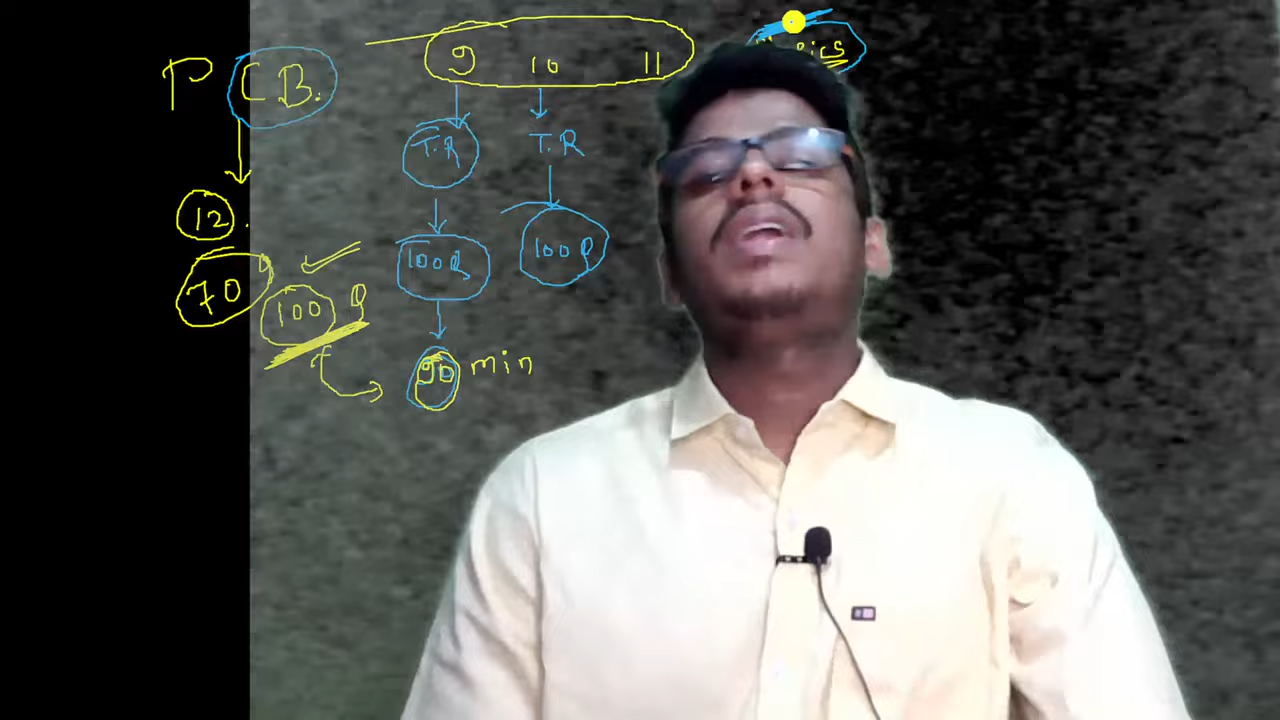 P C B.
9 10 11
T.R T.R
12.
100 Q 100 Q
70
100 Q
90 min